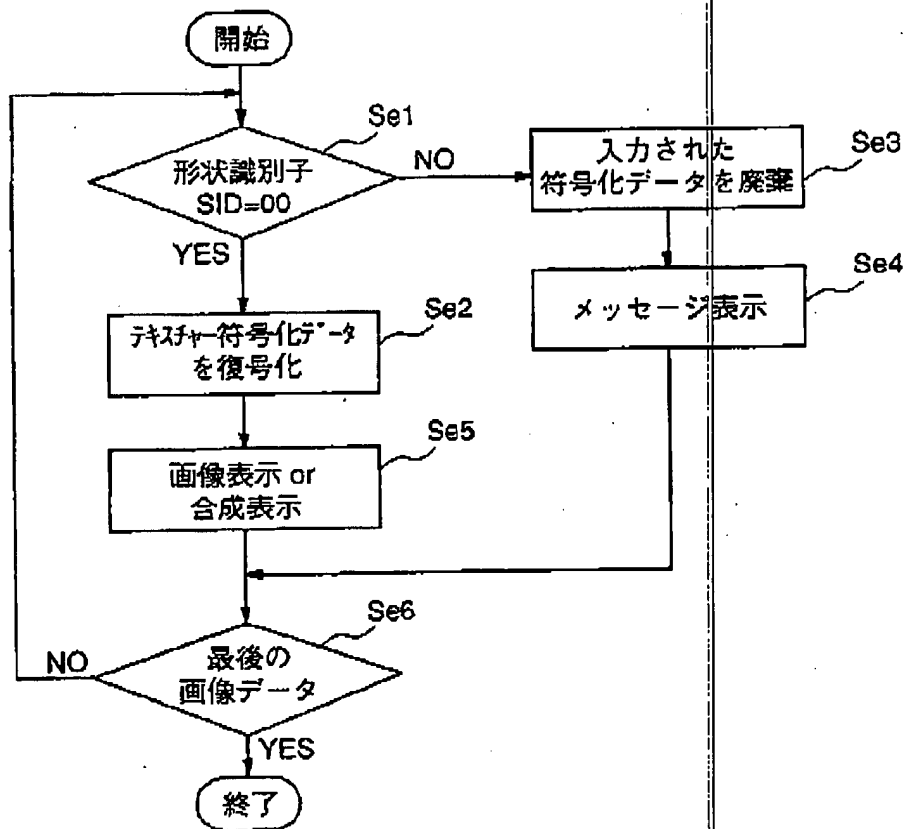 開始
Se1
形状識別子
SID=00
NO
YES
入力された
符号化データを廃棄
Se3
メッセージ表示
Se4
テキスチャー符号化データ
を復号化
Se2
画像表示 or
合成表示
Se5
最後の
画像データ
Se6
NO
YES
終了